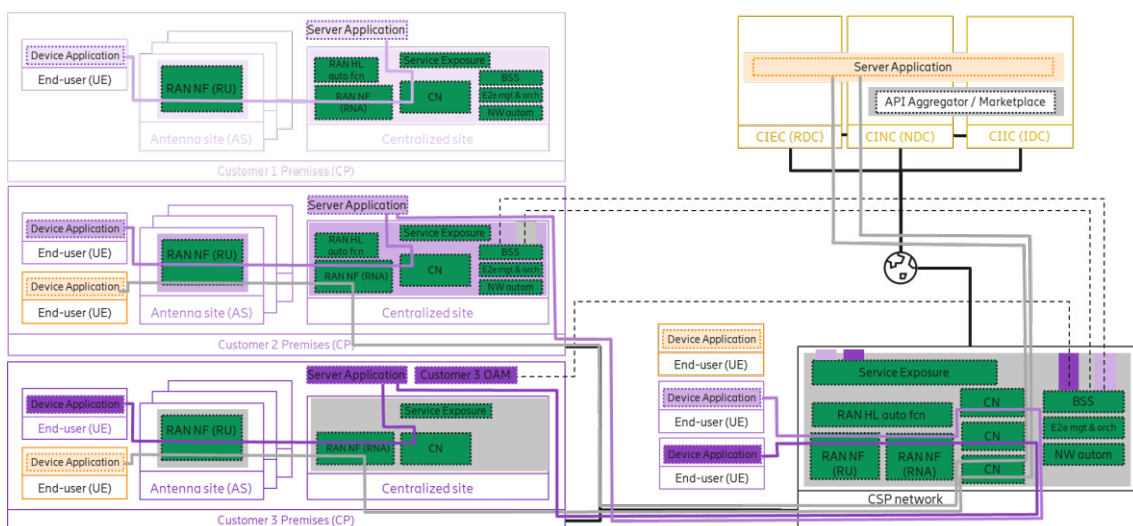 Server Application
Device Application
End-user (UE)
RAN NF (RU)
Antenna site (AS)
RAN HL
auto fcn
Service Exposure
RAN NF
(RNA)
CN
BSS
E2e mgt & orch
NW autom
Centralized site
Customer 1 Premises (CP)
Server Application
API Aggregator / Marketplace
CIEC (RDC)
CINC (NDC)
CIIC (IDC)
Server Application
Device Application
End-user (UE)
Device Application
End-user (UE)
RAN NF (RU)
Antenna site (AS)
RAN HL
auto fcn
Service Exposure
RAN NF (RNA)
CN
BSS
E2e mgt & orch
NW autom
Centralized site
Customer 2 Premises (CP)
Server Application
Customer 3 OAM
Device Application
End-user (UE)
Device Application
End-user (UE)
RAN NF (RU)
Antenna site (AS)
Service Exposure
RAN NF (RNA)
CN
Centralized site
Customer 3 Premises (CP)
Device Application
End-user (UE)
Device Application
End-user (UE)
Device Application
End-user (UE)
Service Exposure
RAN HL auto fcn
RAN NF
(RU)
RAN NF
(RNA)
CN
CN
CN
BSS
E2e mgt & orch
NW autom
CSP network